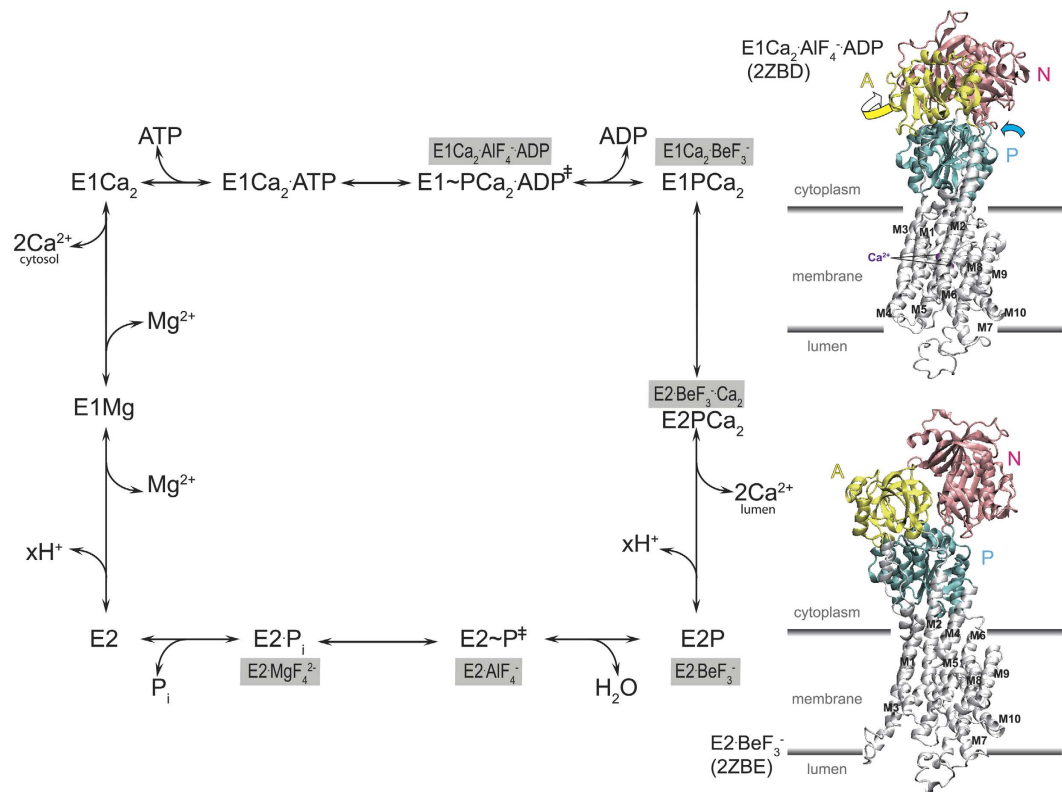 E1Ca₂·AlF₄⁻·ADP
(2ZBD)
A
N
P
cytoplasm
M3 M1 M2
Ca²⁺
M8
M9
membrane
M6
M4 M5 M10
M7
lumen
ATP
E1Ca₂·AlF₄⁻·ADP
ADP
E1Ca₂·BeF₃⁻
E1Ca₂
E1Ca₂·ATP
E1~PCa₂·ADP‡
E1PCa₂
2Ca²⁺
cytosol
Mg²⁺
E1Mg
E2·BeF₃⁻·Ca₂
E2PCa₂
Mg²⁺
2Ca²⁺
lumen
xH⁺
xH⁺
E2
E2·Pᵢ
E2~P‡
E2P
E2·MgF₄²⁻
E2·AlF₄⁻
E2·BeF₃⁻
Pᵢ
H₂O
A
N
P
cytoplasm
M2
M4 M6
M1 M5
M8 M9
membrane
M3
M10
M7
E2·BeF₃⁻
(2ZBE)
lumen